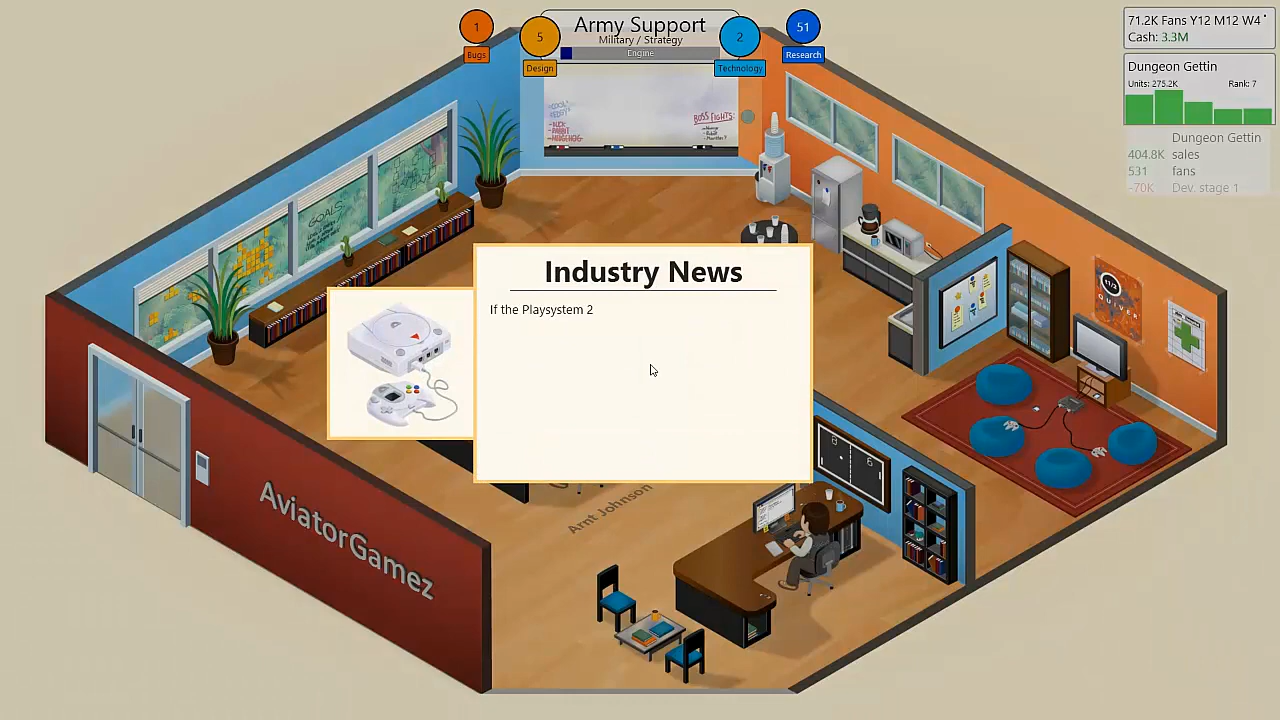 1
Bugs
5
Design
Army Support
Military / Strategy
Engine
2
Technology
51
Research
71.2K Fans Y12 M12 W4
Cash: 3.3M
Dungeon Gettin
Units: 275.2K
Rank: 7
Dungeon Gettin
404.8K sales
531 fans
-70K Dev. stage 1
BOSS FIGHTS:
GOALS
Industry News
If the Playsystem 2
QUIVER
AviatorGamez
Arnt Johnson